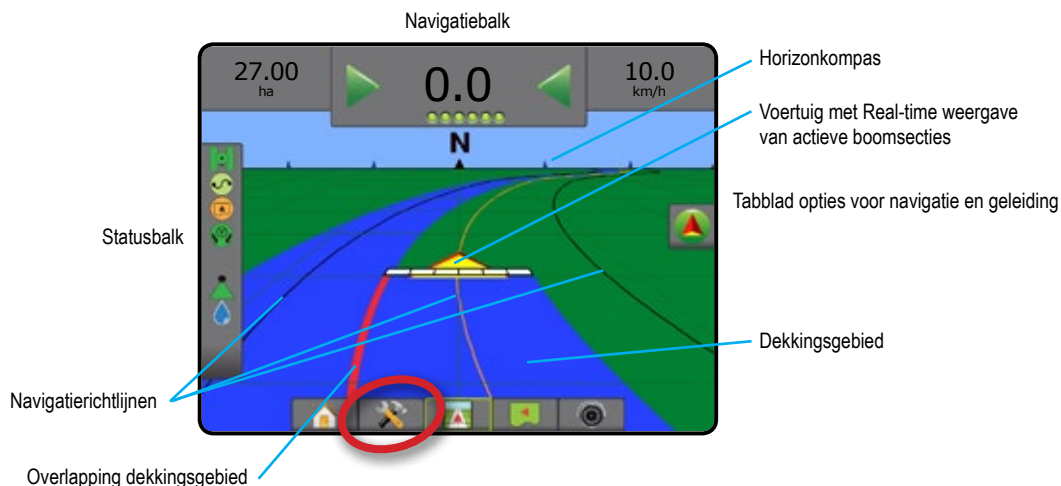 Navigatiebalk
27.00
ha
0.0
10.0
km/h
N
Horizonkompas
Voertuig met Real-time weergave
van actieve boomsecties
Tabblad opties voor navigatie en geleiding
Statusbalk
Dekkingsgebied
Navigatierichtlijnen
Overlapping dekkingsgebied